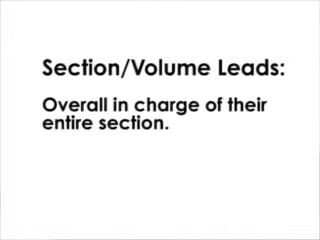 Section/Volume Leads:
Overall in charge of their
entire section.